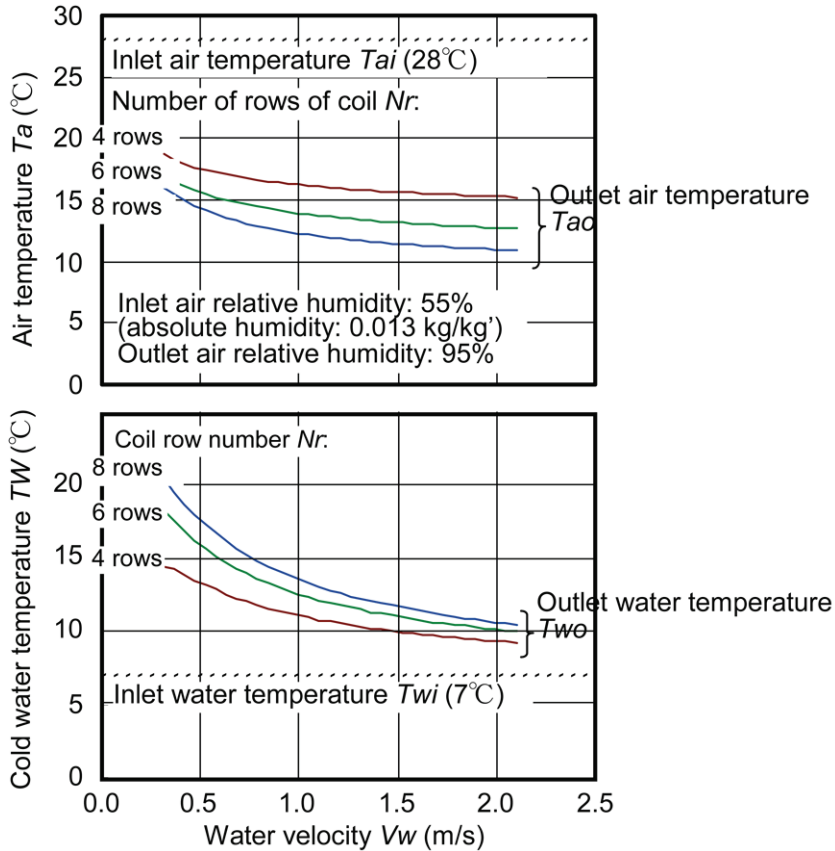 30
25
20
15
10
5
0
Air temperature Ta (℃)
Inlet air temperature Tai (28℃)
Number of rows of coil Nr:
4 rows
6 rows
8 rows
Outlet air temperature
Tao
Inlet air relative humidity: 55%
(absolute humidity: 0.013 kg/kg’)
Outlet air relative humidity: 95%
Cold water temperature TW (℃)
20
15
10
5
0
Coil row number Nr:
8 rows
6 rows
4 rows
Outlet water temperature
Two
Inlet water temperature Twi (7℃)
0.0 0.5 1.0 1.5 2.0 2.5
Water velocity Vw (m/s)